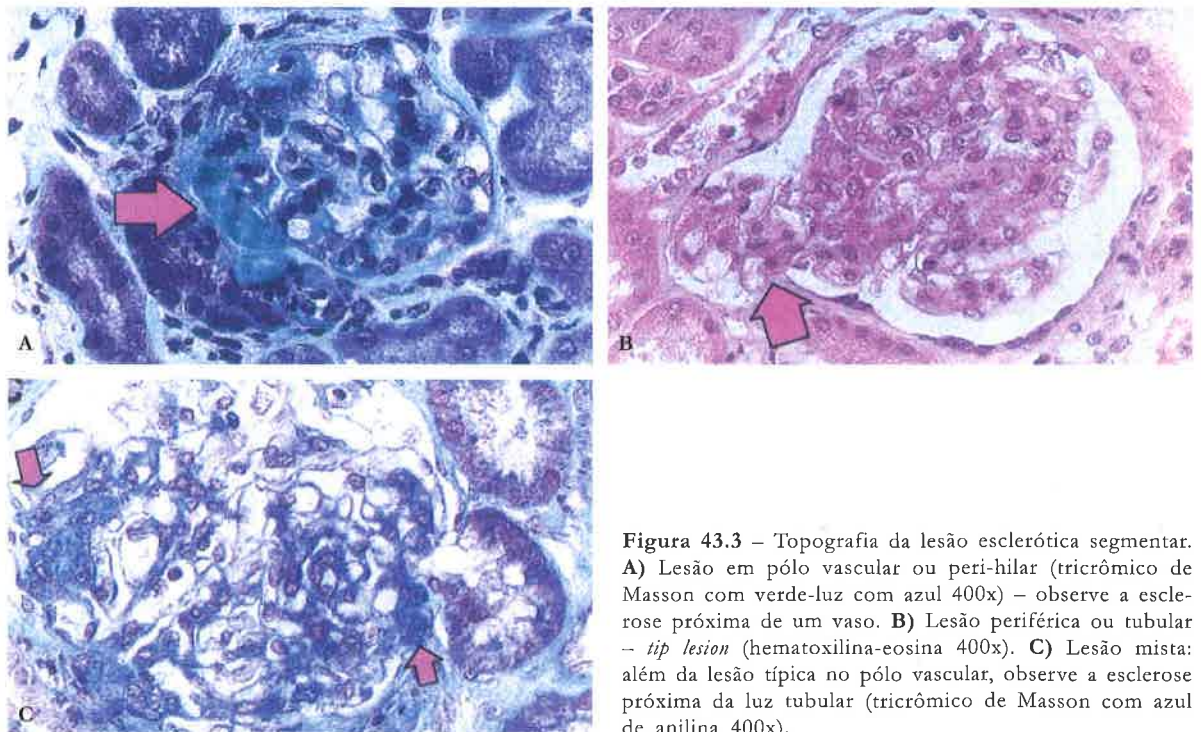 A
B
C
Figura 43.3 – Topografia da lesão esclerótica segmentar.
A) Lesão em pólo vascular ou peri-hilar (tricrômico de
Masson com verde-luz com azul 400x) – observe a escle-
rose próxima de um vaso. B) Lesão periférica ou tubular
– tip lesion (hematoxilina-eosina 400x). C) Lesão mista:
além da lesão típica no pólo vascular, observe a esclerose
próxima da luz tubular (tricrômico de Masson com azul
de anilina 400x).